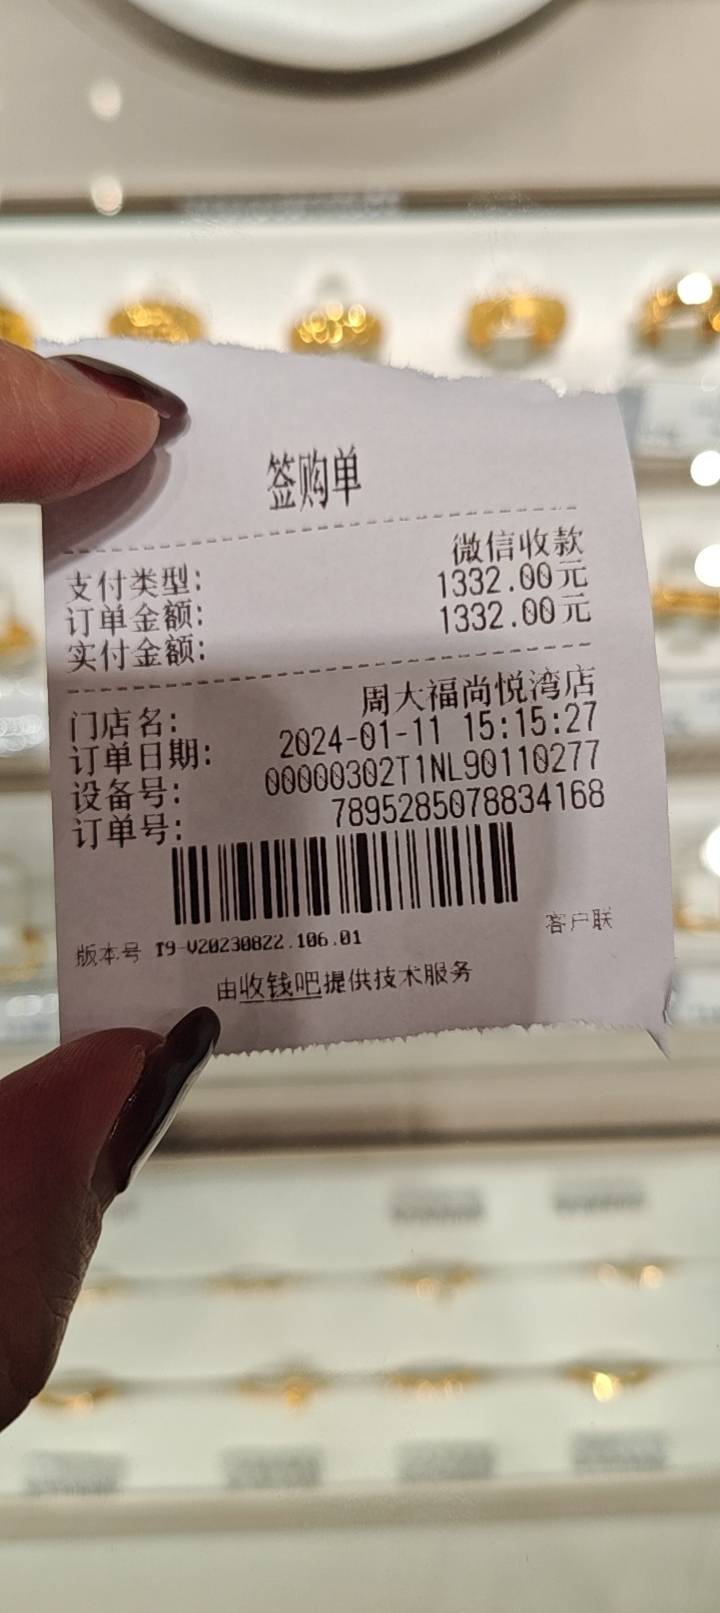 签购单
支付类型: 微信收款
订单金额: 1332.00元
实付金额: 1332.00元
门店名: 周大福尚悦湾店
订单日期: 2024-01-11 15:15:27
设备号: 00000302T1NL90110277
订单号: 7895285078834168
版本号 T9-V20230822.106.01 客户联
由收钱吧提供技术服务